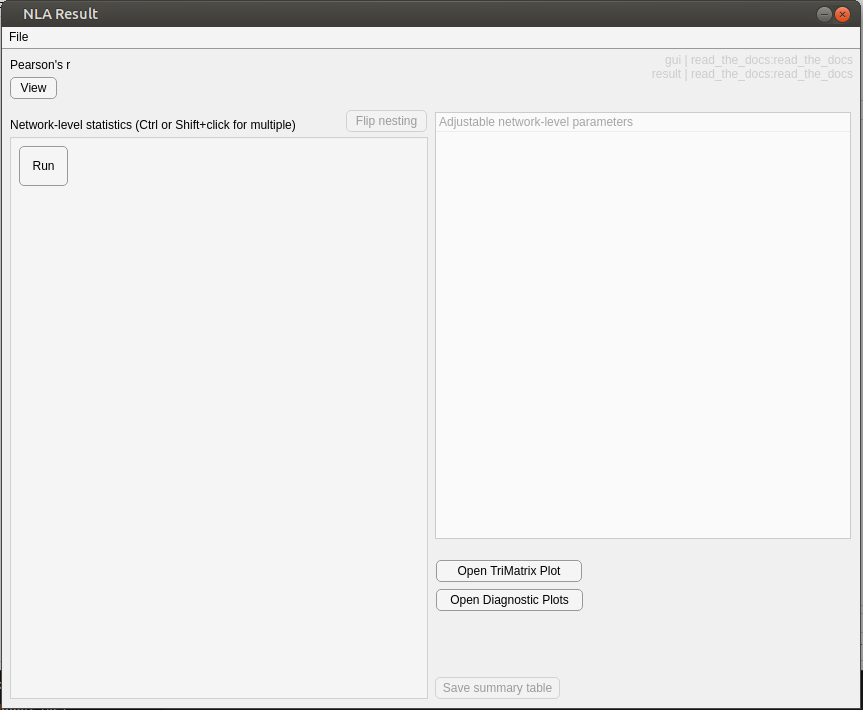 NLA Result
File
Pearson's r
gui | read_the_docs:read_the_docs
result | read_the_docs:read_the_docs
View
Network-level statistics (Ctrl or Shift+click for multiple)
Flip nesting
Adjustable network-level parameters
Run
Open TriMatrix Plot
Open Diagnostic Plots
Save summary table